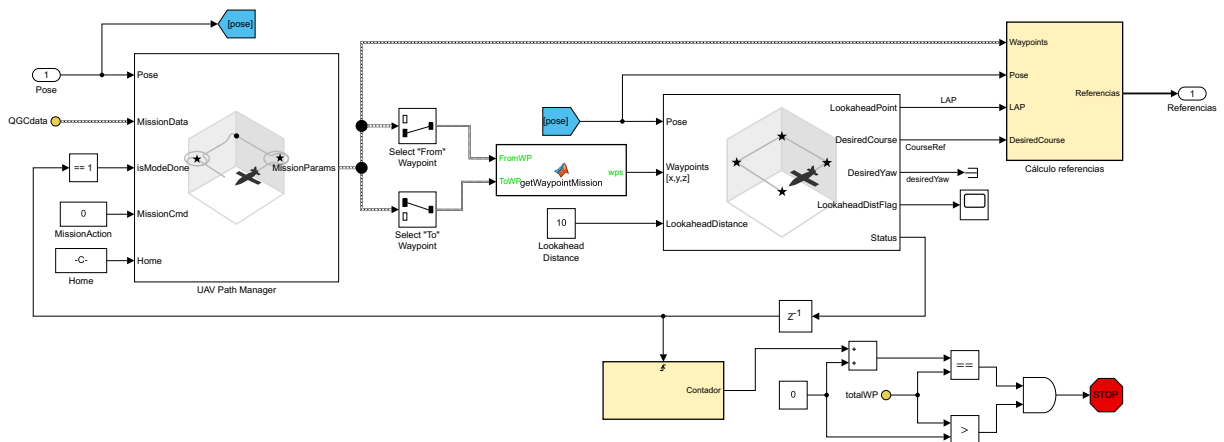 [pose]
1
Pose
QGCdata
Pose
MissionData
isModeDone
MissionCmd
Home
MissionParams
UAV Path Manager
== 1
0
MissionAction
-C-
Home
Select "From"
Waypoint
Select "To"
Waypoint
FromWP
ToWP
getWaypointMission
wps
[pose]
10
Lookahead
Distance
Pose
Waypoints
[x,y,z]
LookaheadDistance
LookaheadPoint
DesiredCourse
DesiredYaw
LookaheadDistFlag
Status
LAP
CourseRef
desiredYaw
Waypoints
Pose
LAP
DesiredCourse
Referencias
Cálculo referencias
1
Referencias
z-1
Contador
+
+
0
totalWP
==
>
STOP